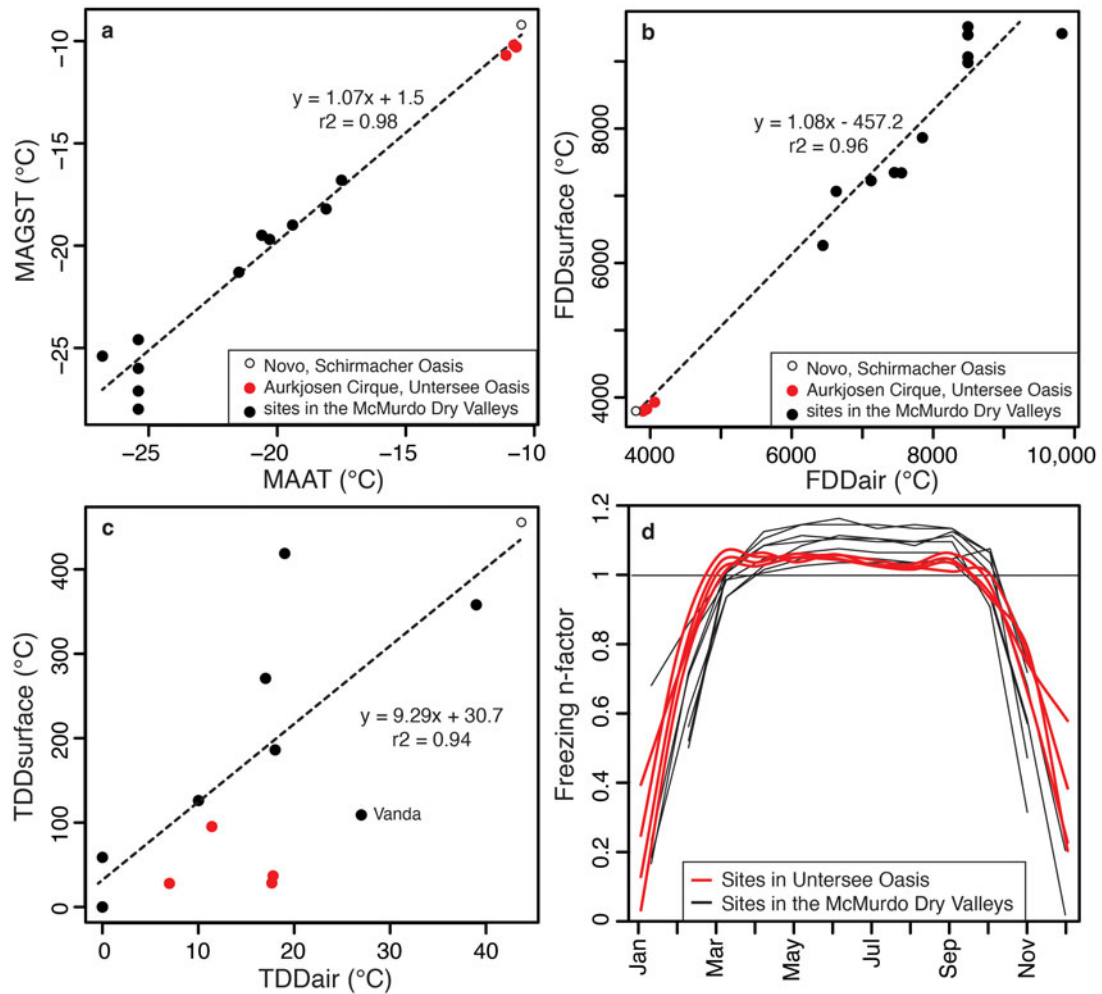 a
y = 1.07x + 1.5
r2 = 0.98
MAGST (°C)
−10
−15
−20
−25
Novo, Schirmacher Oasis
Aurkjosen Cirque, Untersee Oasis
sites in the McMurdo Dry Valleys
−25 −20 −15 −10
MAAT (°C)
b
y = 1.08x - 457.2
r2 = 0.96
FDDsurface (°C)
8000
6000
4000
Novo, Schirmacher Oasis
Aurkjosen Cirque, Untersee Oasis
sites in the McMurdo Dry Valleys
4000 6000 8000 10,000
FDDair (°C)
c
y = 9.29x + 30.7
r2 = 0.94
Vanda
TDDsurface (°C)
400
300
200
100
0
0 10 20 30 40
TDDair (°C)
d
Freezing n-factor
1.2
1
0.8
0.6
0.4
0.2
0
Sites in Untersee Oasis
Sites in the McMurdo Dry Valleys
Jan Mar May Jul Sep Nov